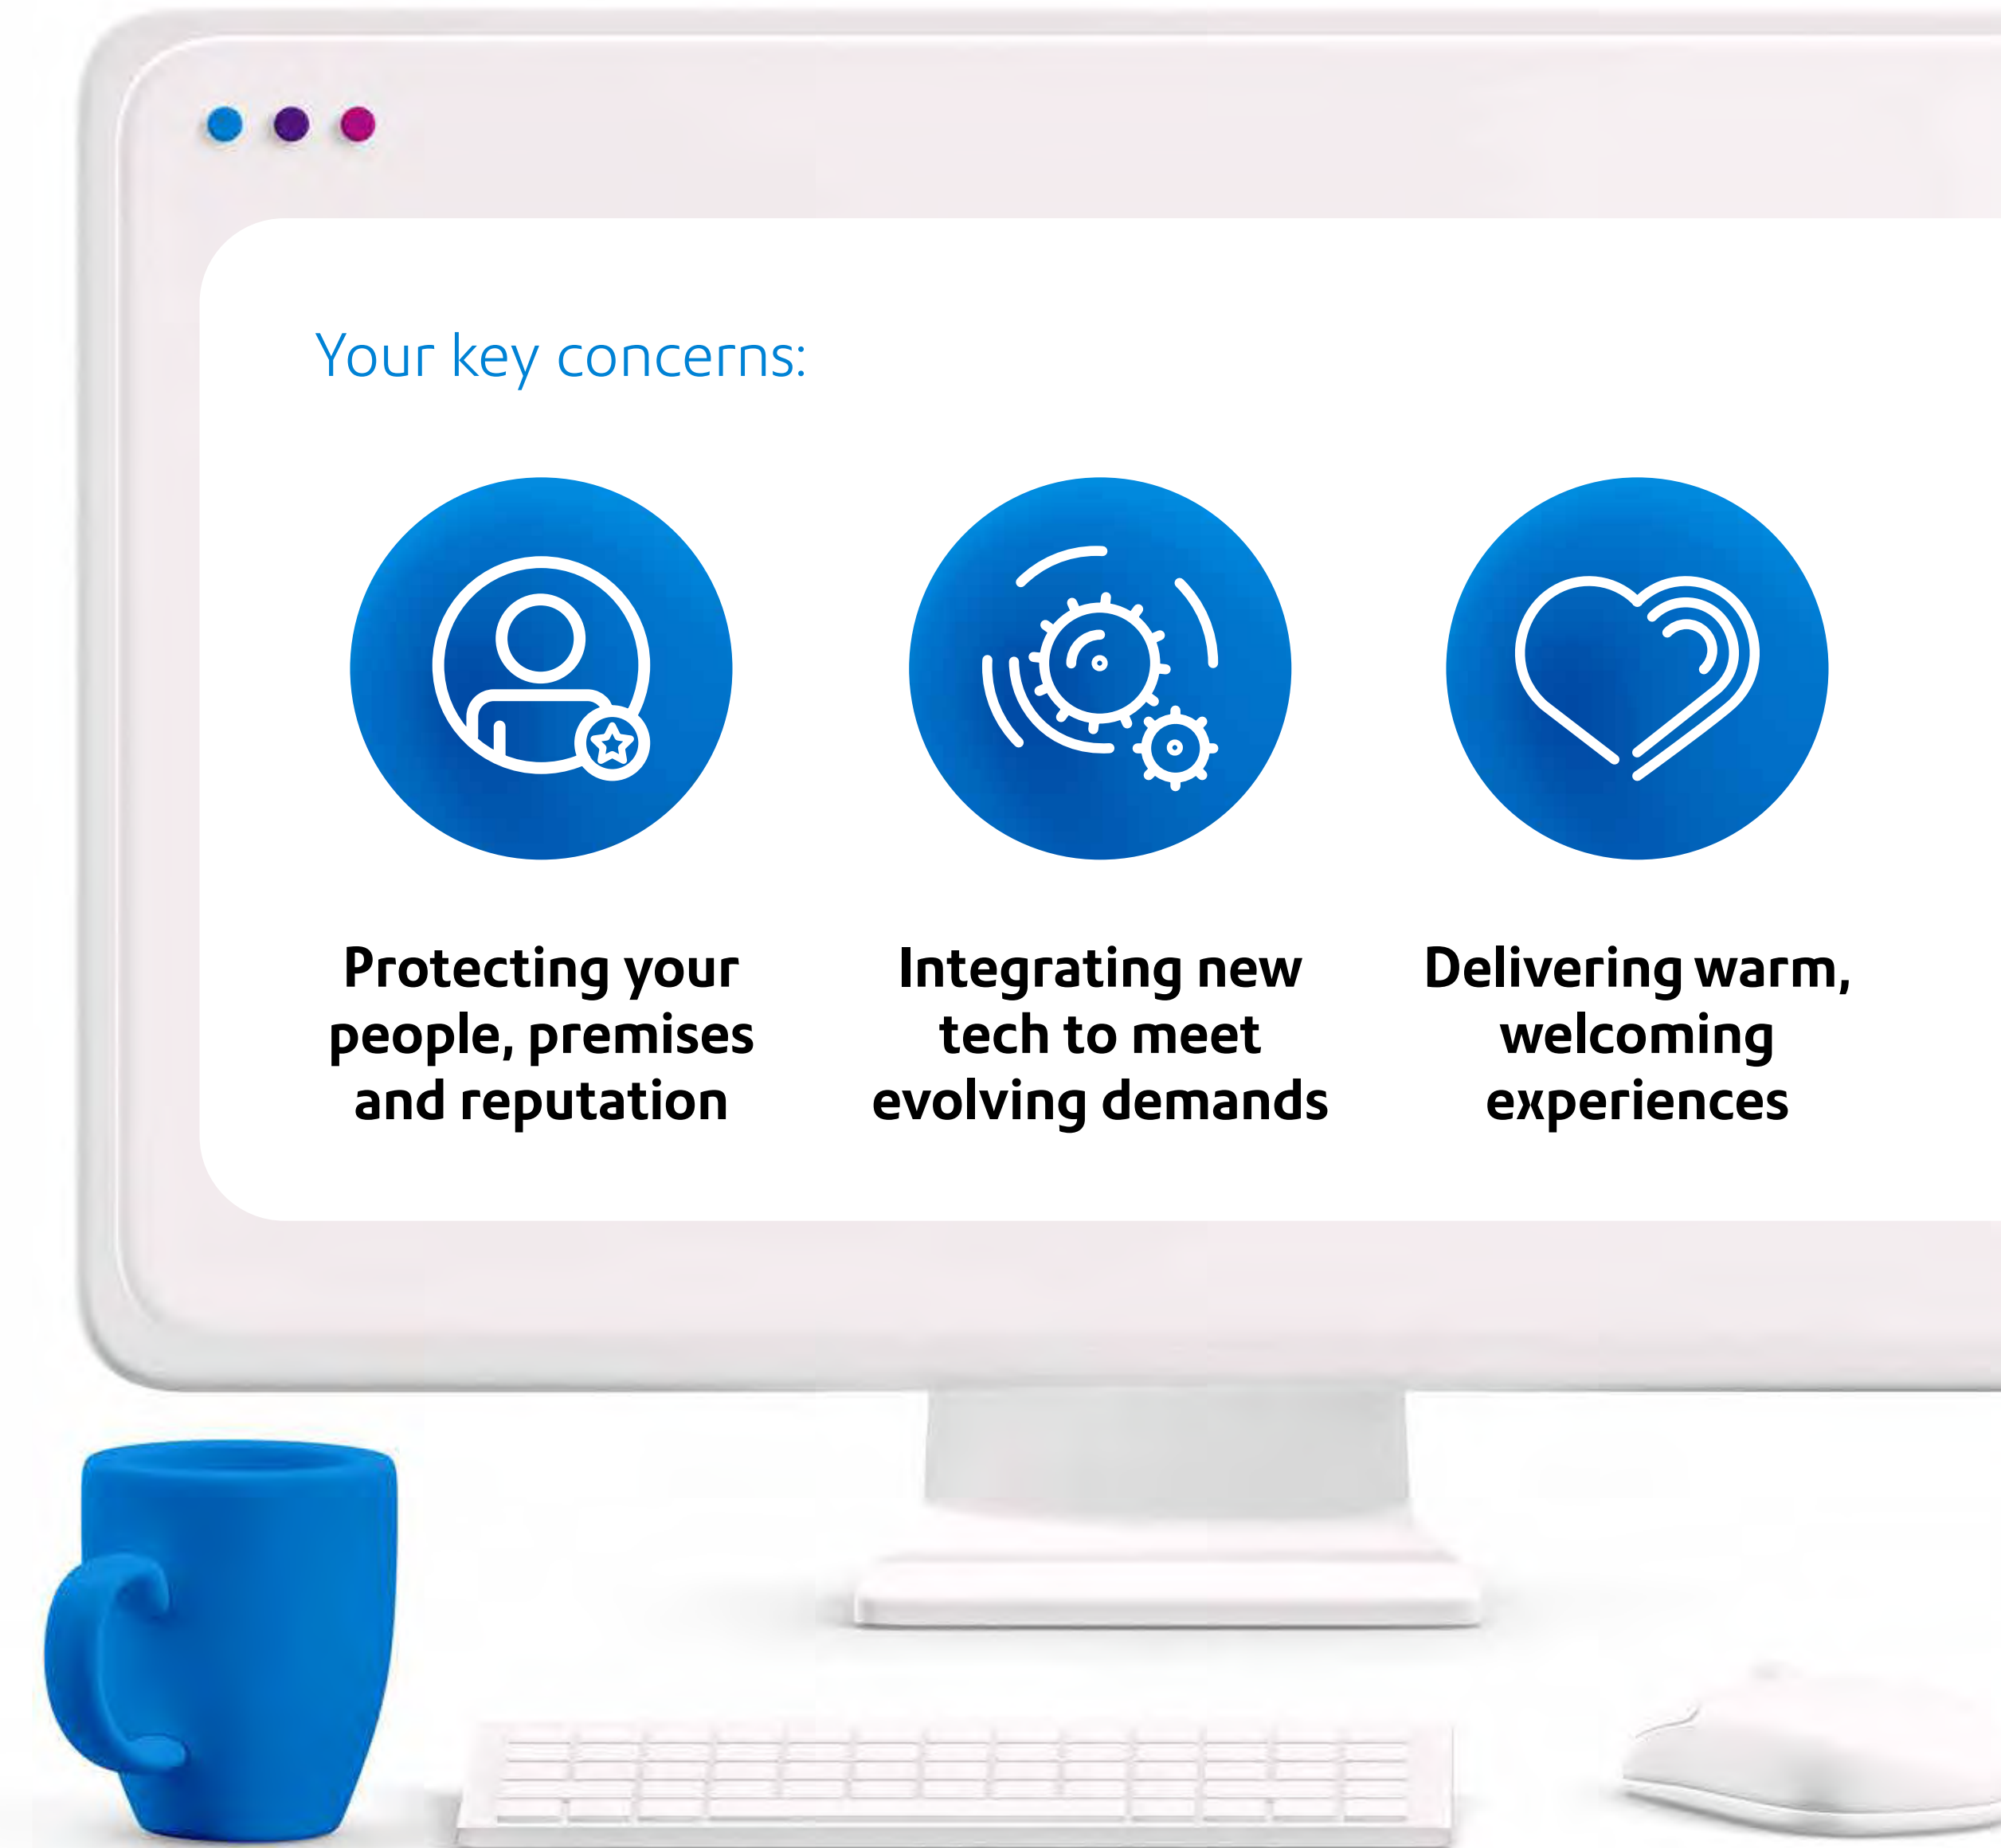 Your key concerns:
Protecting your
people, premises
and reputation
Integrating new
tech to meet
evolving demands
Delivering warm,
welcoming
experiences